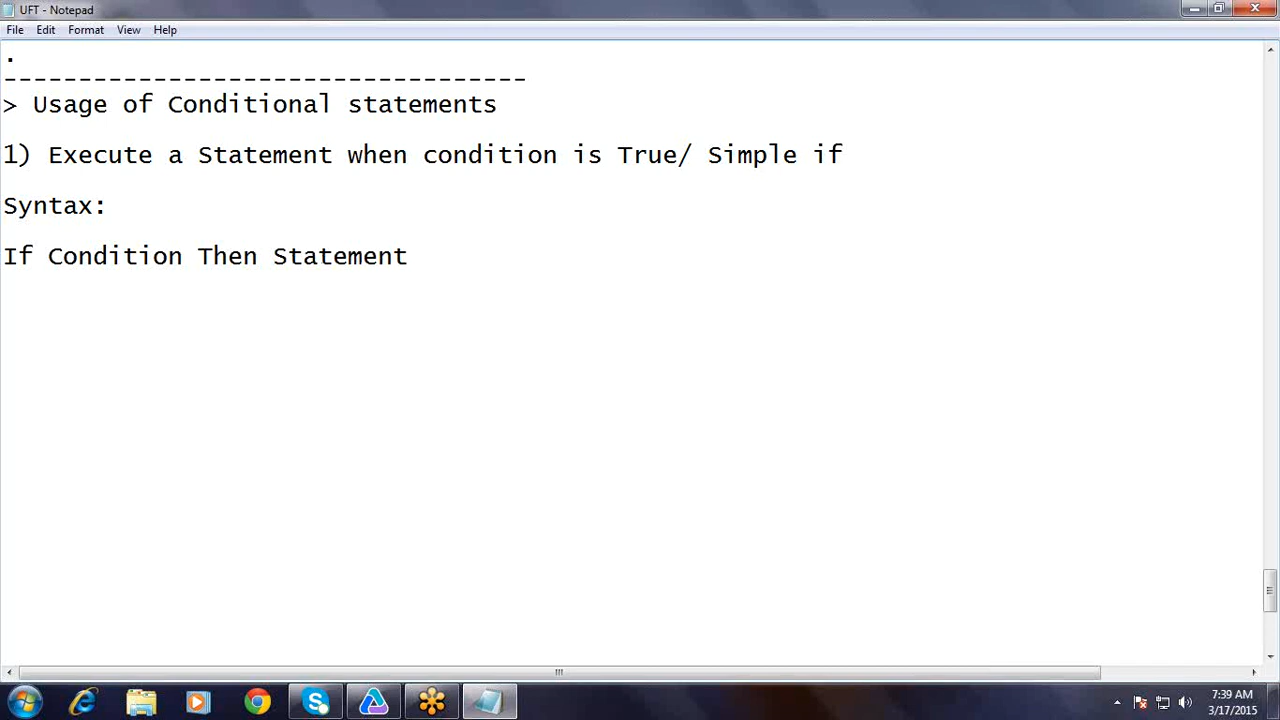 UFT - Notepad
File Edit Format View Help
.
-----------------------------------
> Usage of Conditional statements
1) Execute a Statement when condition is True/ Simple if
Syntax:
If Condition Then Statement
7:39 AM
3/17/2015